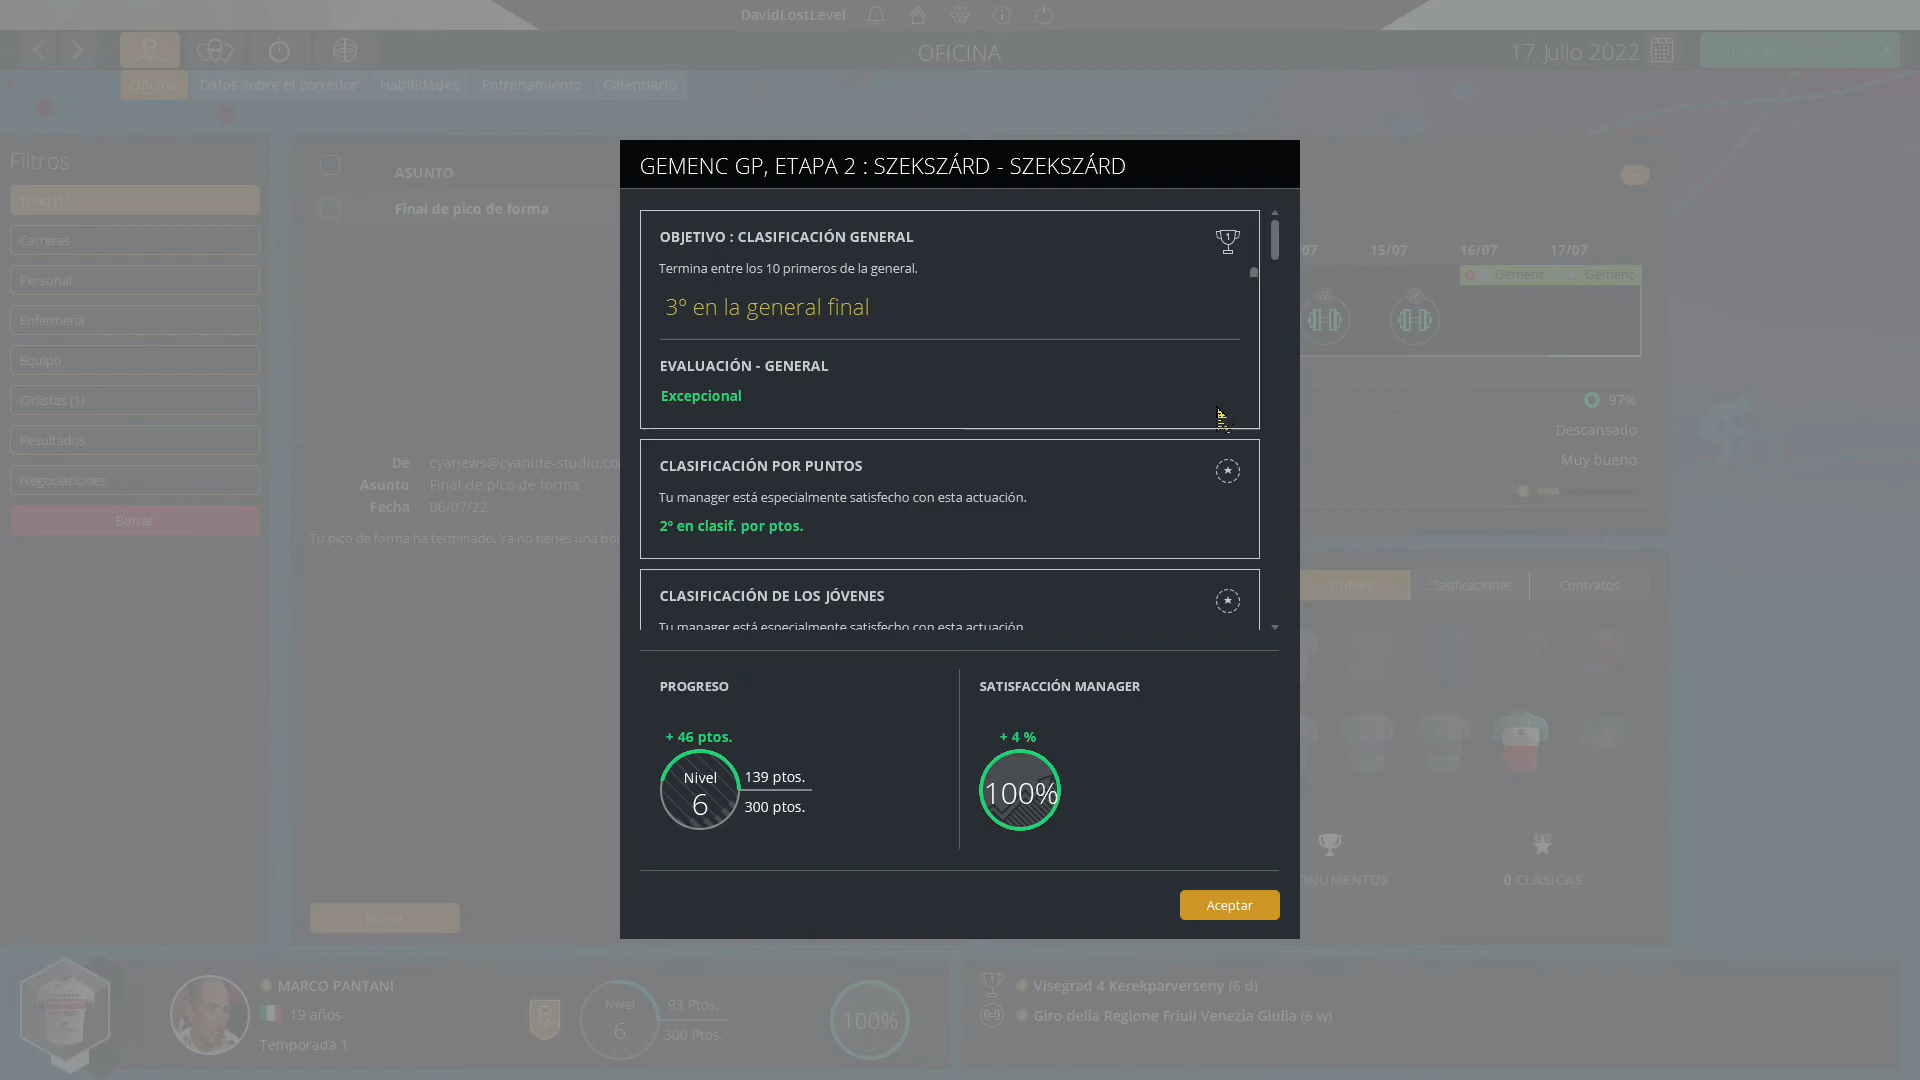 DavidLostLevel
OFICINA
17 Julio 2022
Oficina
Datos sobre el corredor
Habilidades
Entrenamiento
Calendario
Filtros
Todo (1)
Carreras
Personal
Enfermería
Equipo
Ciclistas (1)
Resultados
Negociaciones
Borrar
ASUNTO
Final de pico de forma
De cyanews@cyanide-studio.co
Asunto Final de pico de forma
Fecha 06/07/22
Tu pico de forma ha terminado. Ya no tienes una bo
Borrar
GEMENC GP, ETAPA 2 : SZEKSZÁRD - SZEKSZÁRD
OBJETIVO : CLASIFICACIÓN GENERAL
Termina entre los 10 primeros de la general.
3º en la general final
EVALUACIÓN - GENERAL
Excepcional
CLASIFICACIÓN POR PUNTOS
Tu manager está especialmente satisfecho con esta actuación.
2º en clasif. por ptos.
CLASIFICACIÓN DE LOS JÓVENES
Tu manager está especialmente satisfecho con esta actuación.
PROGRESO
+ 46 ptos.
Nivel
6
139 ptos.
300 ptos.
SATISFACCIÓN MANAGER
+ 4 %
100%
Aceptar
/07 15/07 16/07 17/07
Gemenc Gemenc
97%
Descansado
Muy bueno
Trofeos
Clasificaciones
Contratos
NUMENTOS
0 CLÁSICAS
MARCO PANTANI
19 años
Temporada 1
Nivel
6
93 Ptos.
300 Ptos.
100%
Visegrad 4 Kerekparverseny (6 d)
Giro della Regione Friuli Venezia Giulia (6 w)